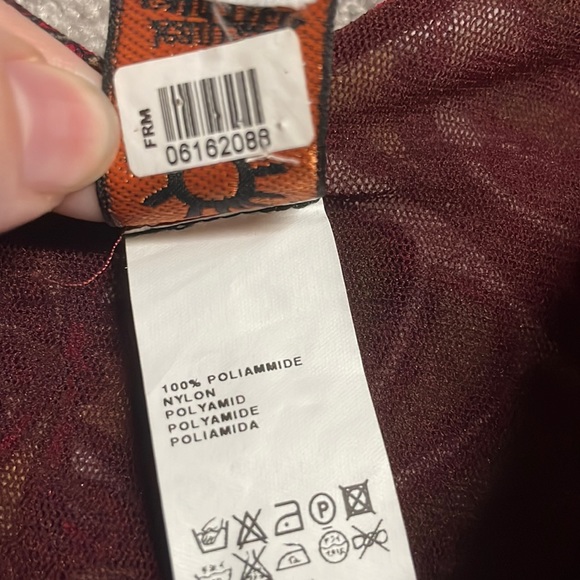 FRM
06162088
100% POLIAMMIDE
NYLON
POLYAMID
POLYAMIDE
POLIAMIDA
P